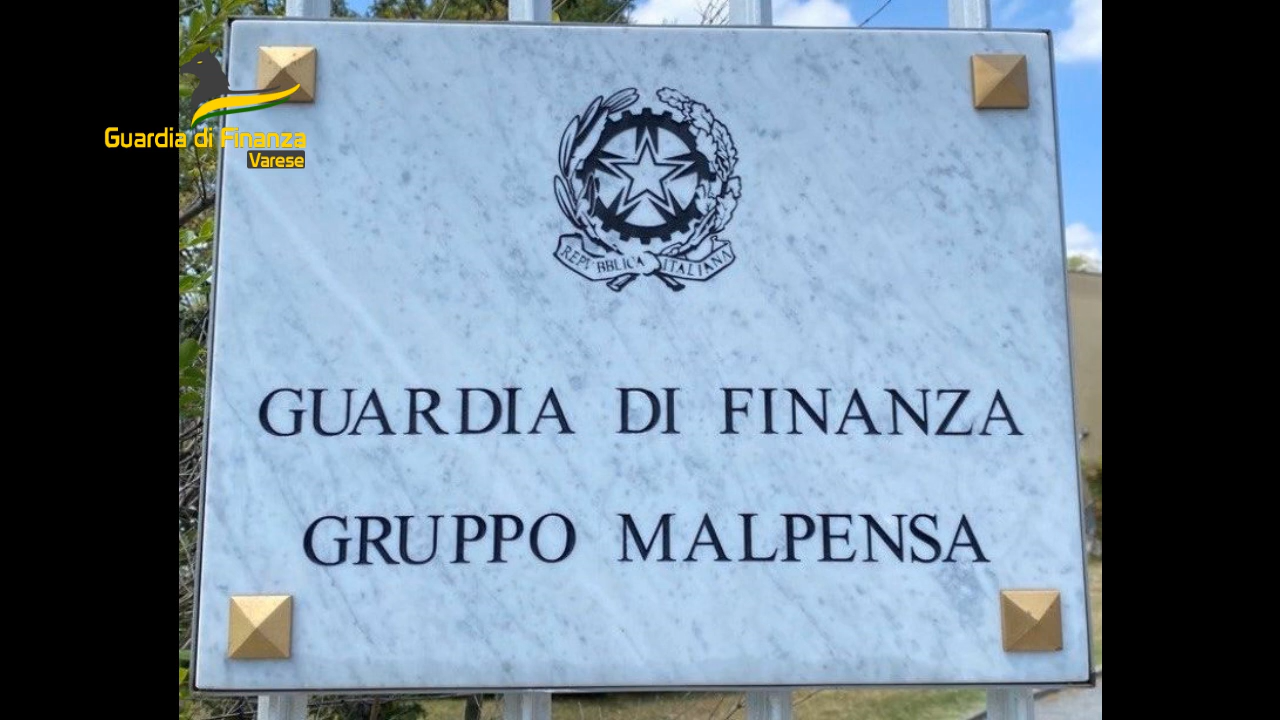 Guardia di Finanza
Varese
REPVBBLICA ITALIANA
GUARDIA DI FINANZA
GRUPPO MALPENSA